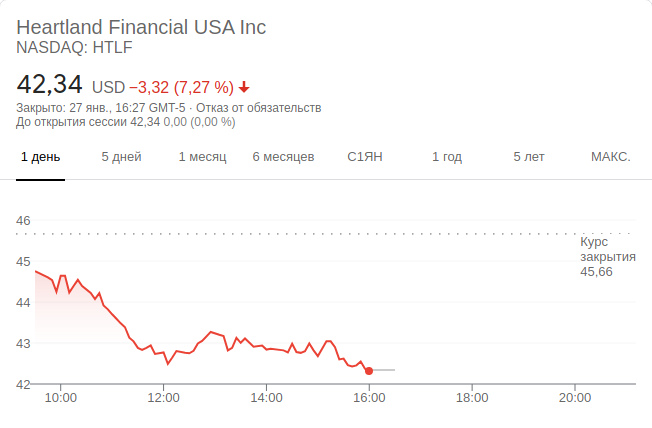 Heartland Financial USA Inc
NASDAQ: HTLF
42,34 USD −3,32 (7,27 %)
Закрыто: 27 янв., 16:27 GMT-5 · Отказ от обязательств
До открытия сессии 42,34 0,00 (0,00 %)
1 день 5 дней 1 месяц 6 месяцев С1ЯН 1 год 5 лет МАКС.
46
Курс
закрытия
45,66
45
44
43
42
10:00 12:00 14:00 16:00 18:00 20:00